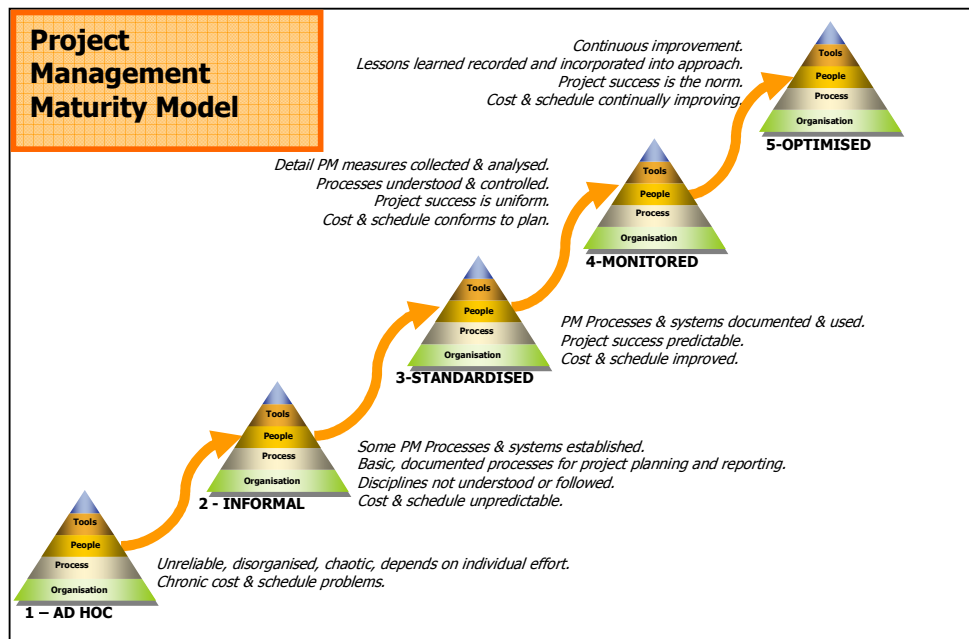 Project
Management
Maturity Model
Continuous improvement.
Lessons learned recorded and incorporated into approach.
Project success is the norm.
Cost & schedule continually improving.
Tools
People
Process
Organisation
5-OPTIMISED
Detail PM measures collected & analysed.
Processes understood & controlled.
Project success is uniform.
Cost & schedule conforms to plan.
Tools
People
Process
Organisation
4-MONITORED
Tools
People
Process
Organisation
3-STANDARDISED
PM Processes & systems documented & used.
Project success predictable.
Cost & schedule improved.
Tools
People
Process
Organisation
2 - INFORMAL
Some PM Processes & systems established.
Basic, documented processes for project planning and reporting.
Disciplines not understood or followed.
Cost & schedule unpredictable.
Tools
People
Process
Organisation
1 – AD HOC
Unreliable, disorganised, chaotic, depends on individual effort.
Chronic cost & schedule problems.